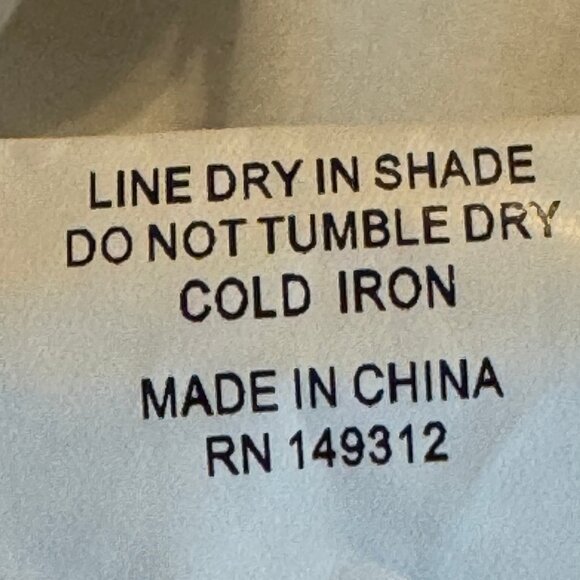 LINE DRY IN SHADE
DO NOT TUMBLE DRY
COLD IRON
MADE IN CHINA
RN 149312